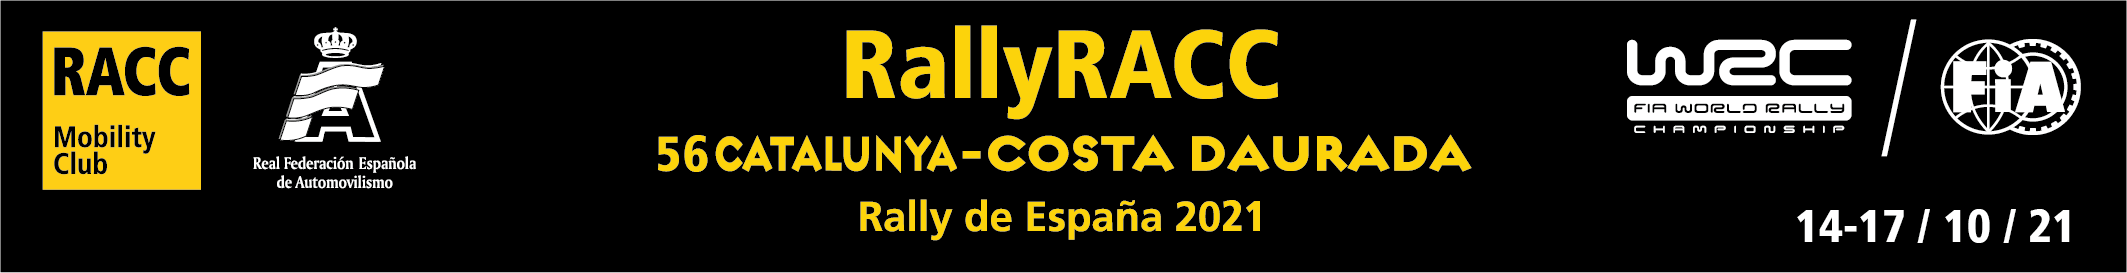 RACC
Mobility
Club
Real Federación Española
de Automovilismo
RallyRACC
56 CATALUNYA-COSTA DAURADA
Rally de España 2021
WRC
FIA WORLD RALLY
CHAMPIONSHIP
FiA
14-17 / 10 / 21